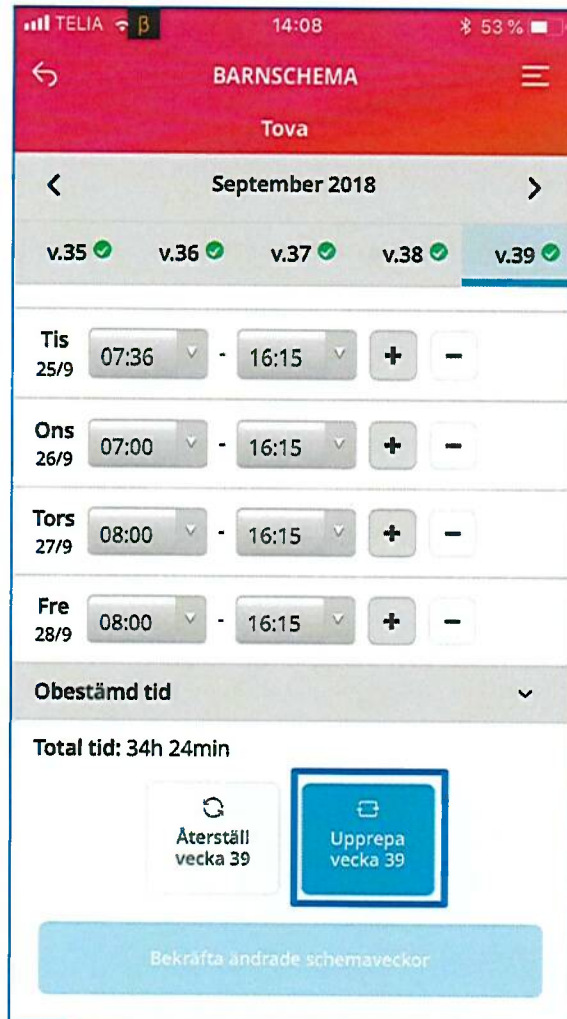 TELIA β 14:08 53 %
BARNSCHEMA
Tova
September 2018
v.35 v.36 v.37 v.38 v.39
Tis
25/9
07:36 - 16:15 + -
Ons
26/9
07:00 - 16:15 + -
Tors
27/9
08:00 - 16:15 + -
Fre
28/9
08:00 - 16:15 + -
Obestämd tid
Total tid: 34h 24min
Återställ
vecka 39
Upprepa
vecka 39
Bekräfta ändrade schemaveckor